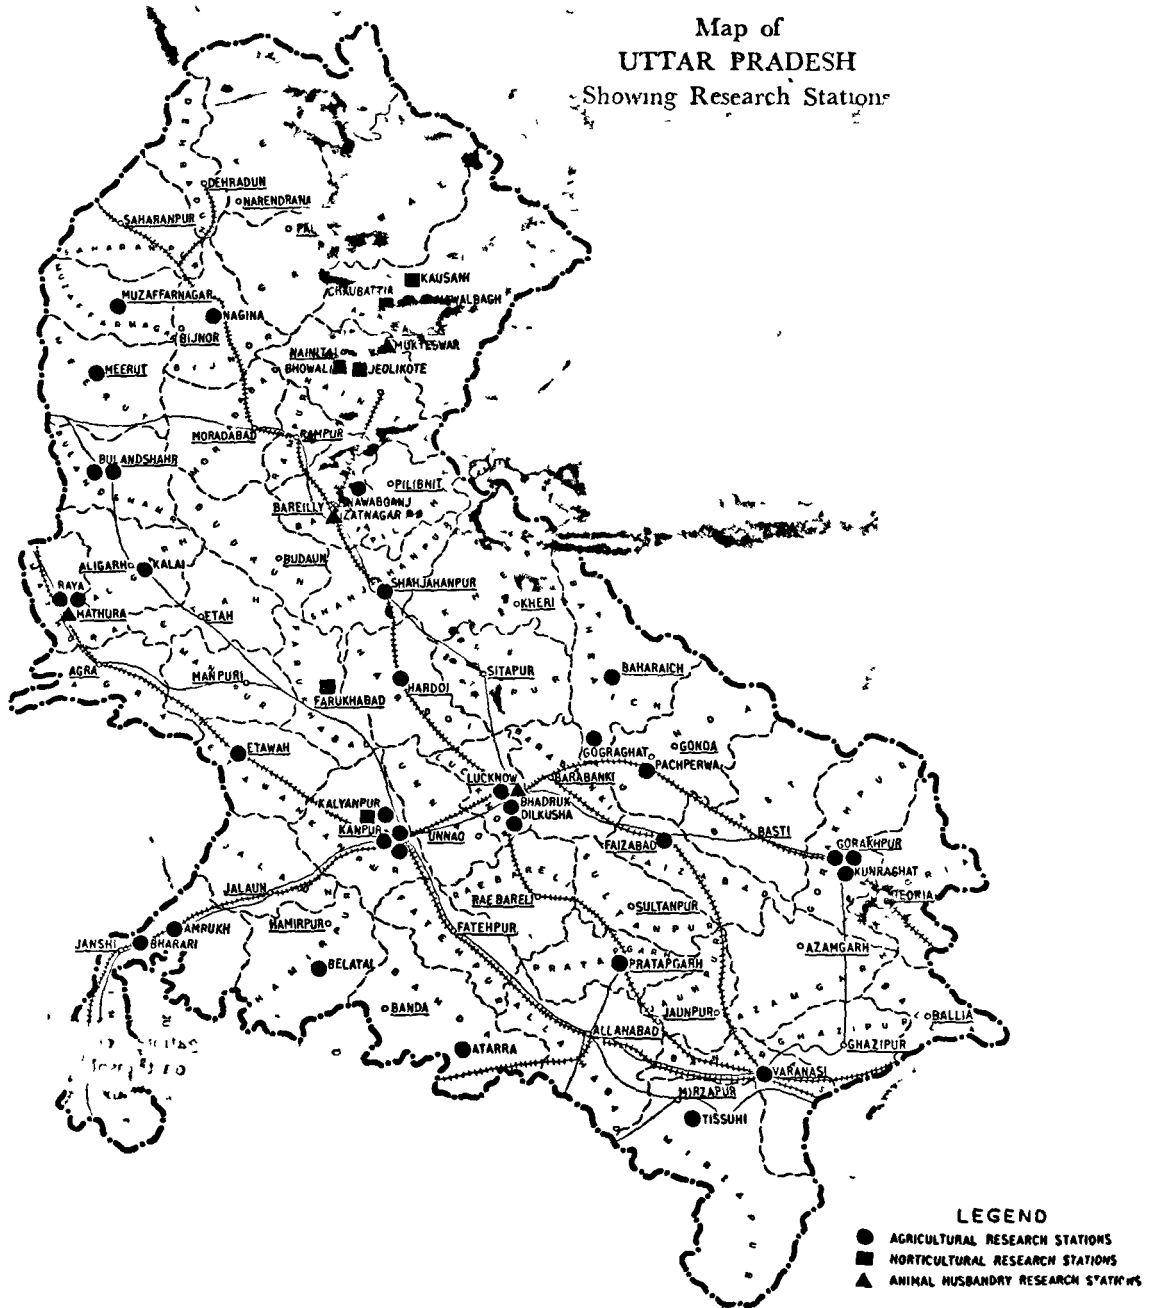 Map of
UTTAR PRADESH
Showing Research Stations
DEHRADUN
NARENDRANA
SAHARANPUR
KAUSANI
CHAUBATTIA
MUZAFFARNAGAR
NAGINA
BIJNOR
MUKTESWAR
NAINITAL
BHOWALI
JEOLIKOTE
MEERUT
MORADABAD
RAMPUR
BULANDSHAHR
PILIBHIT
NAWABGANJ
BAREILLY
IZATNAGAR
BUDAUN
ALIGARH
KALAI
SHAHJAHANPUR
RAYA
MATHURA
KHERI
ETAH
AGRA
MANPURI
SITAPUR
BAHARAICH
HARDOI
FARUKHABAD
ETAWAH
GOGRAGHAT
GONDA
PACHPERWA
LUCKNOW
BARABANKI
KALYANPUR
BHADRUK
DILKUSHA
KANPUR
UNNAO
BASTI
FAIZABAD
GORAKHPUR
KUNRAGHAT
JALAUN
RAE BARELI
SULTANPUR
HAMIRPUR
FATEHPUR
AMRUKH
JANSHI
BHARARI
AZAMGARH
BELATAL
PRATAPGARH
BANDA
JAUNPUR
BALLIA
ALLAHABAD
GHAZIPUR
ATARRA
VARANASI
MIRZAPUR
TISSUHI
LEGEND
AGRICULTURAL RESEARCH STATIONS
HORTICULTURAL RESEARCH STATIONS
ANIMAL HUSBANDRY RESEARCH STATIONS